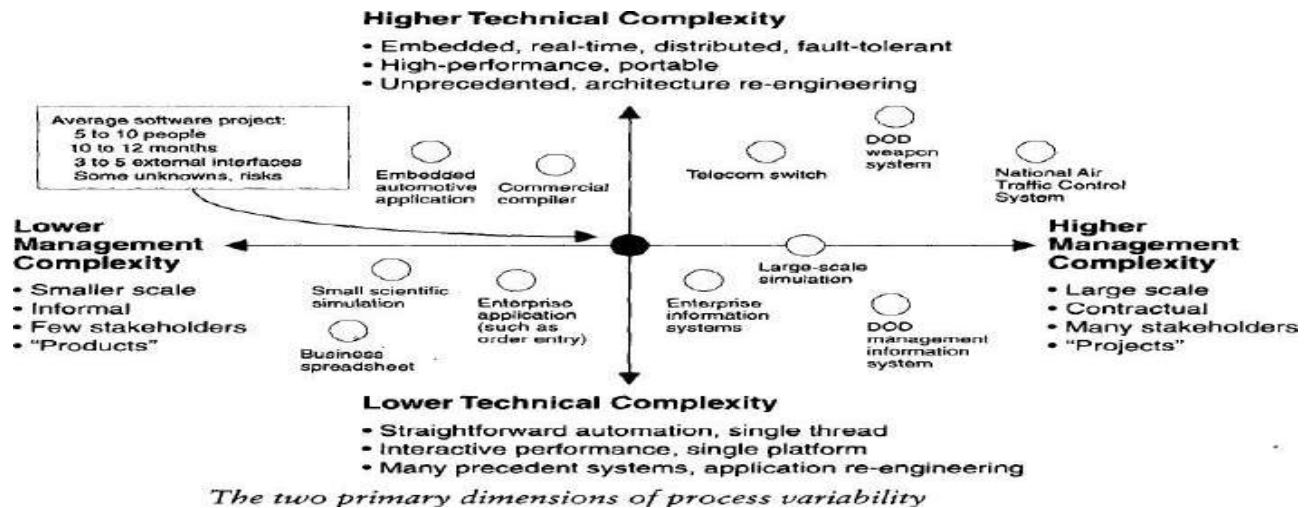 Higher Technical Complexity
• Embedded, real-time, distributed, fault-tolerant
• High-performance, portable
• Unprecedented, architecture re-engineering
Average software project:
5 to 10 people
10 to 12 months
3 to 5 external interfaces
Some unknowns, risks
Embedded
automotive
application
Commercial
compiler
Telecom switch
DOD
weapon
system
National Air
Traffic Control
System
Lower
Management
Complexity
• Smaller scale
• Informal
• Few stakeholders
• "Products"
Higher
Management
Complexity
• Large scale
• Contractual
• Many stakeholders
• "Projects"
Small scientific
simulation
Enterprise
application
(such as
order entry)
Enterprise
information
systems
Large-scale
simulation
Business
spreadsheet
DOD
management
information
system
Lower Technical Complexity
• Straightforward automation, single thread
• Interactive performance, single platform
• Many precedent systems, application re-engineering
The two primary dimensions of process variability